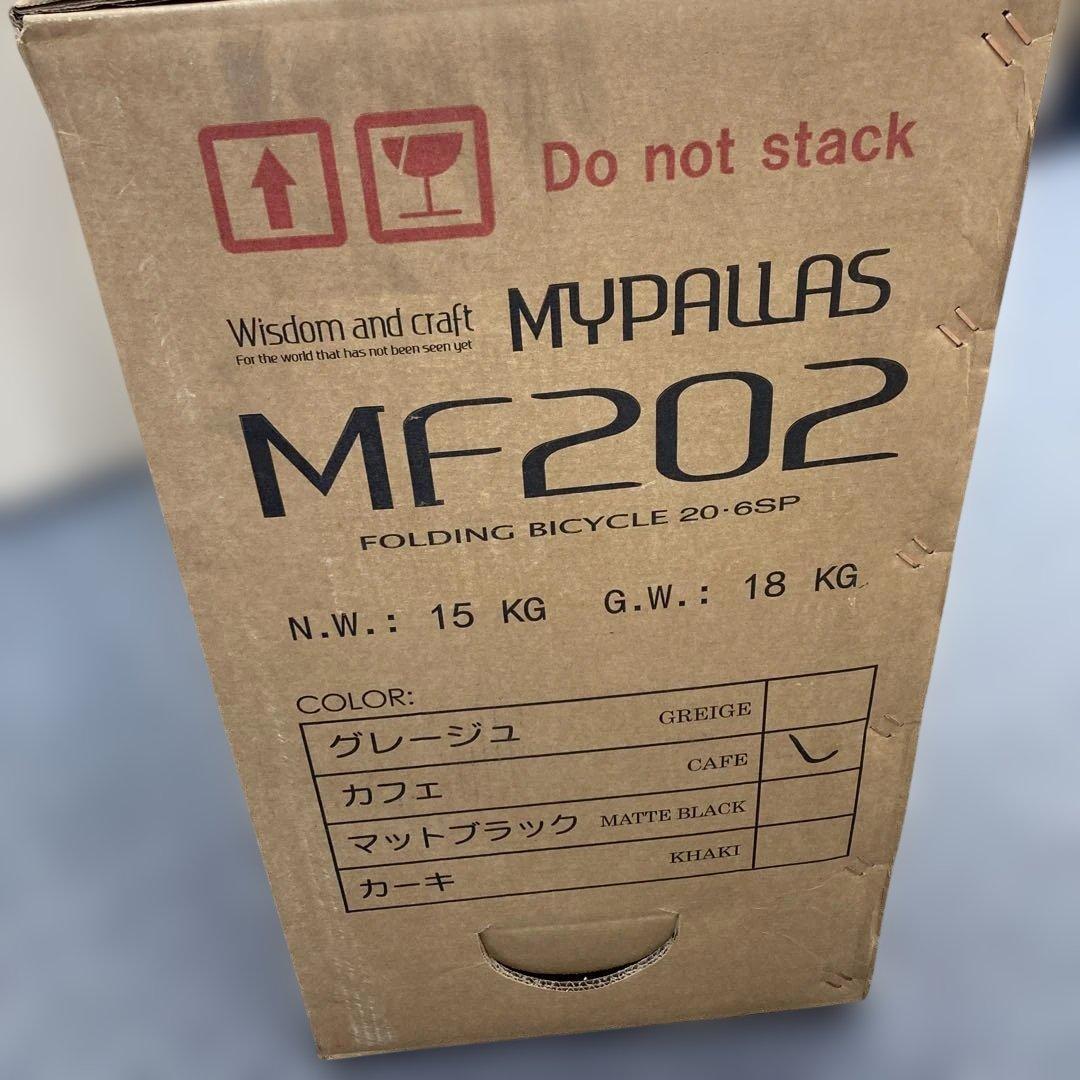 Do not stack
Wisdom and craft
For the world that has not been seen yet
MYPALLAS
MF202
FOLDING BICYCLE 20·6SP
N.W.: 15 KG G.W.: 18 KG
COLOR:
グレージュ GREIGE
カフェ CAFE
マットブラック MATTE BLACK
カーキ KHAKI